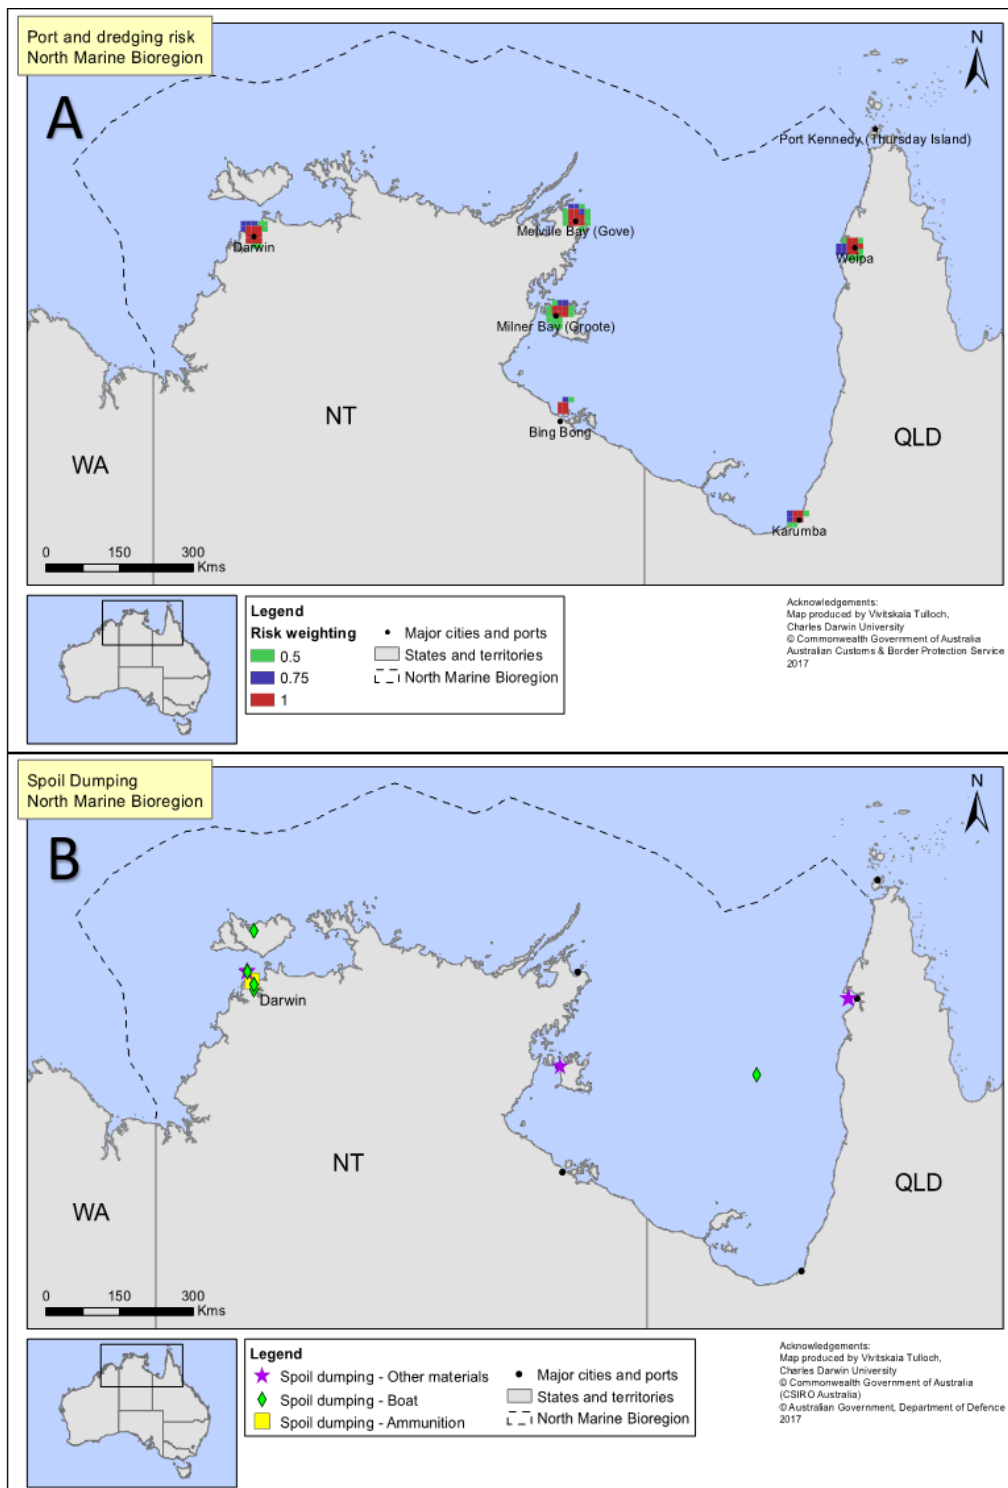 Port and dredging risk
North Marine Bioregion
A
N
Port Kennedy (Thursday Island)
Darwin
Melville Bay (Gove)
Weipa
Milner Bay (Groote)
NT
Bing Bong
QLD
WA
Karumba
0 150 300
Kms
Legend
Risk weighting
0.5
0.75
1
Major cities and ports
States and territories
North Marine Bioregion
Acknowledgements:
Map produced by Vivitskaia Tulloch,
Charles Darwin University
© Commonwealth Government of Australia
Australian Customs & Border Protection Service
2017
Spoil Dumping
North Marine Bioregion
B
N
Darwin
NT
QLD
WA
0 150 300
Kms
Legend
Spoil dumping - Other materials
Spoil dumping - Boat
Spoil dumping - Ammunition
Major cities and ports
States and territories
North Marine Bioregion
Acknowledgements:
Map produced by Vivitskaia Tulloch,
Charles Darwin University
© Commonwealth Government of Australia
(CSIRO Australia)
© Australian Government, Department of Defence
2017